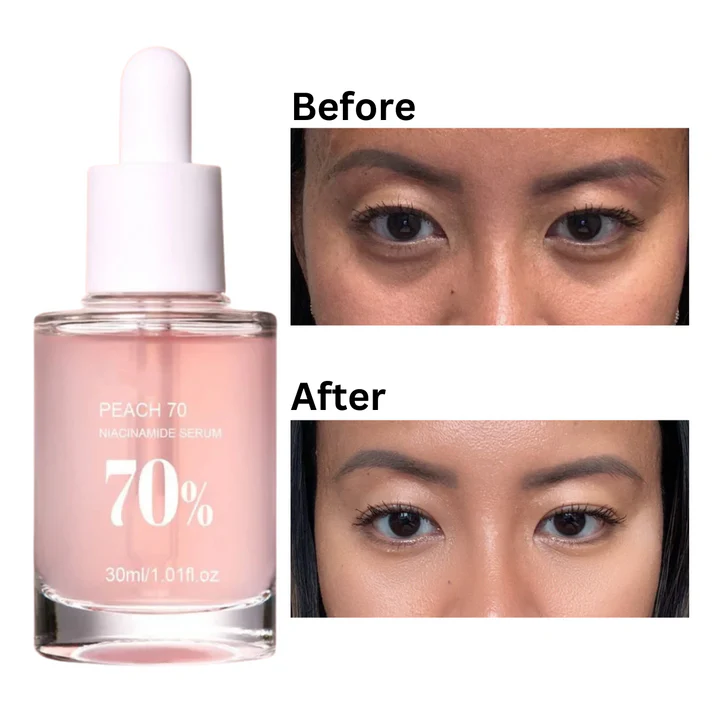 Before
After
PEACH 70
NIACINAMIDE SERUM
70%
30ml/1.01fl.oz